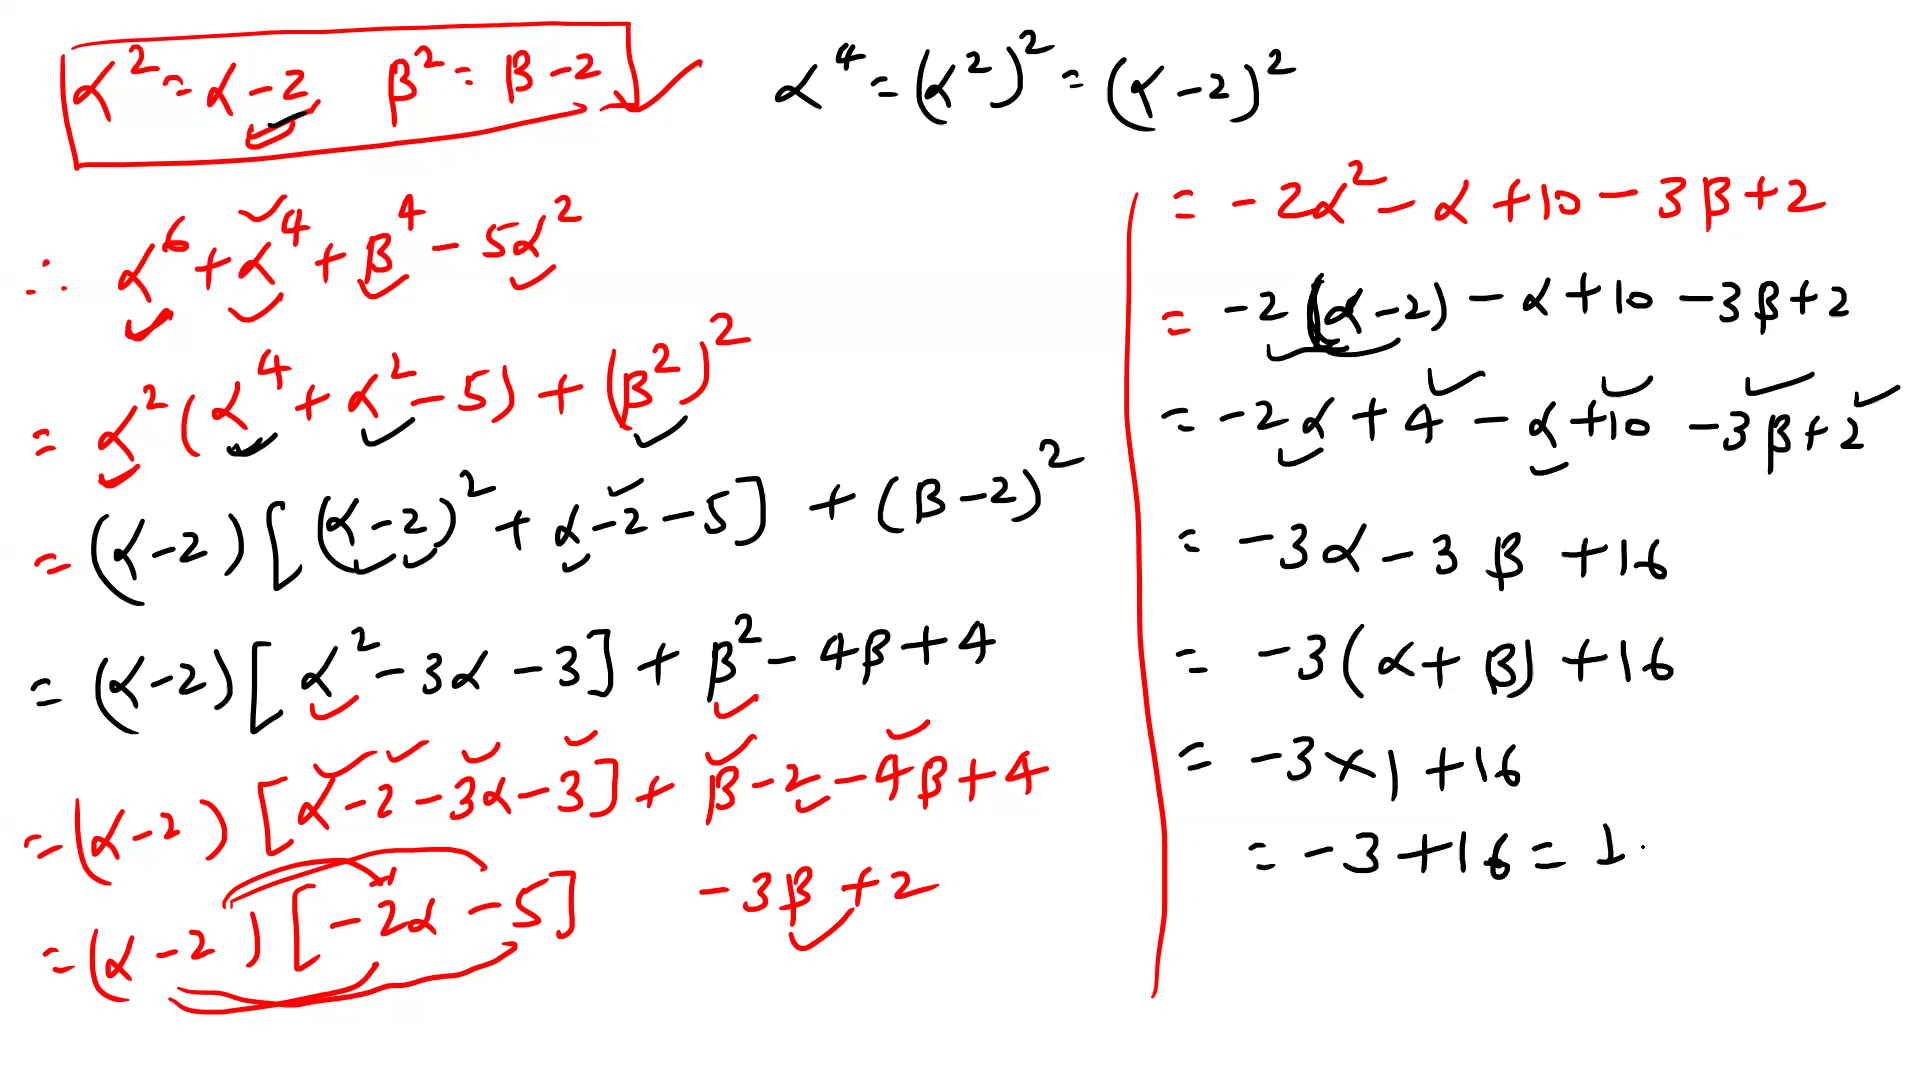 α² = α - 2 β² = β - 2
α⁴ = (α²)² = (α - 2)²
∴ α⁶ + α⁴ + β⁴ - 5α²
= α²(α⁴ + α² - 5) + (β²)²
= (α - 2)[(α - 2)² + α - 2 - 5] + (β - 2)²
= (α - 2)[α² - 3α - 3] + β² - 4β + 4
= (α - 2)[α - 2 - 3α - 3] + β - 2 - 4β + 4
= (α - 2)[-2α - 5] - 3β + 2
= -2α² - α + 10 - 3β + 2
= -2(α - 2) - α + 10 - 3β + 2
= -2α + 4 - α + 10 - 3β + 2
= -3α - 3β + 16
= -3(α + β) + 16
= -3 × 1 + 16
= -3 + 16 = 1